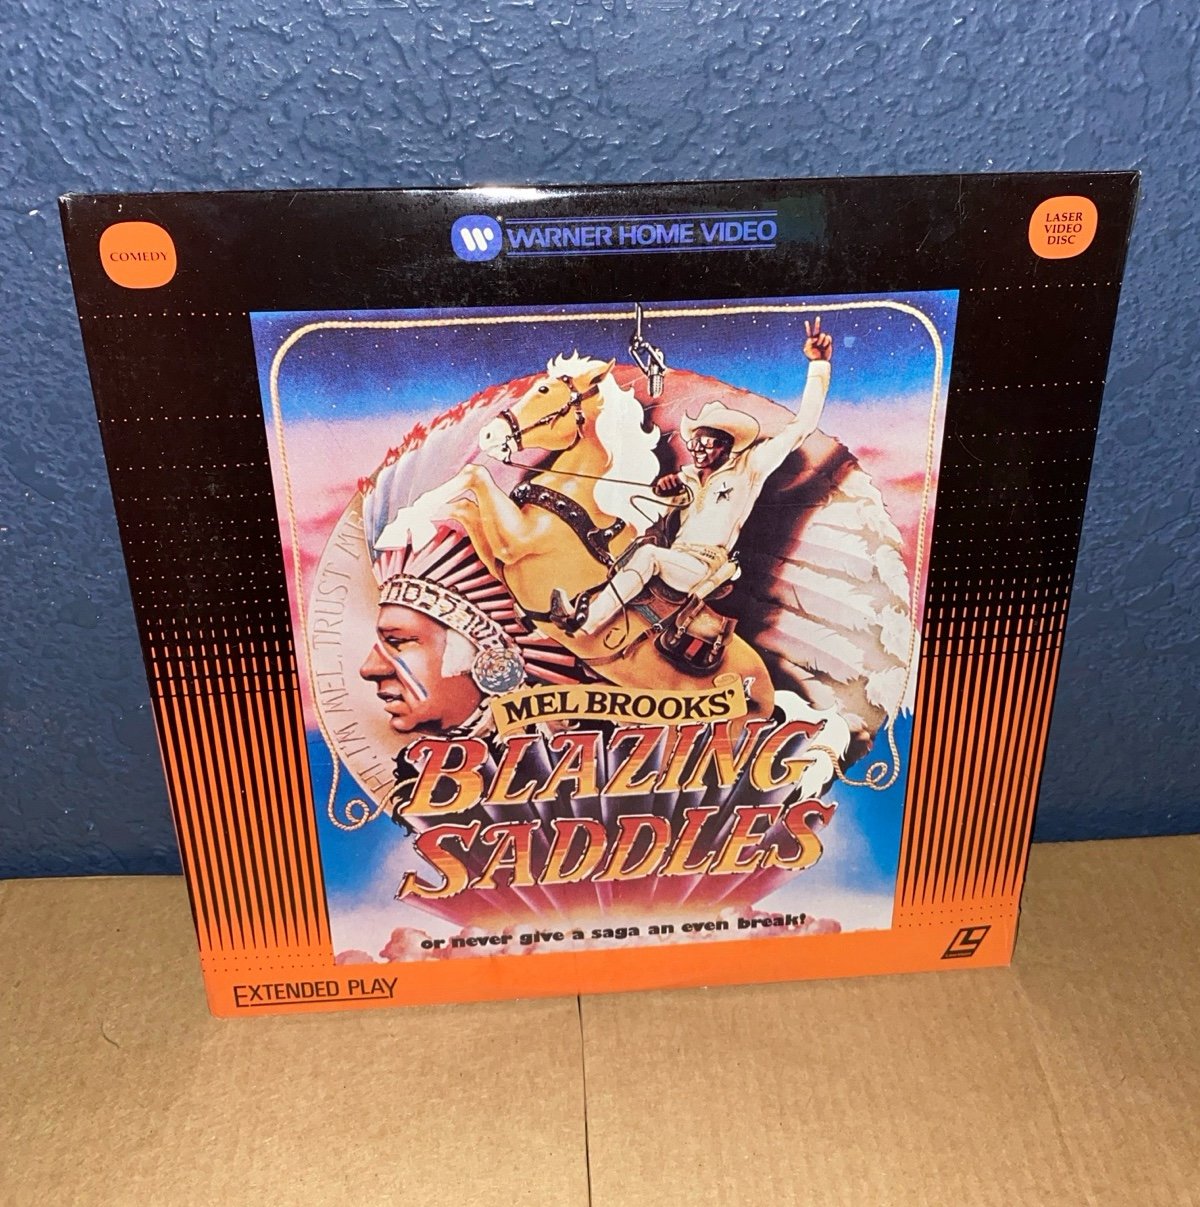 COMEDY
WARNER HOME VIDEO
LASER
VIDEO
DISC
HI, I'M MEL, TRUST ME
MEL BROOKS'
BLAZING
SADDLES
or never give a saga an even break!
EXTENDED PLAY